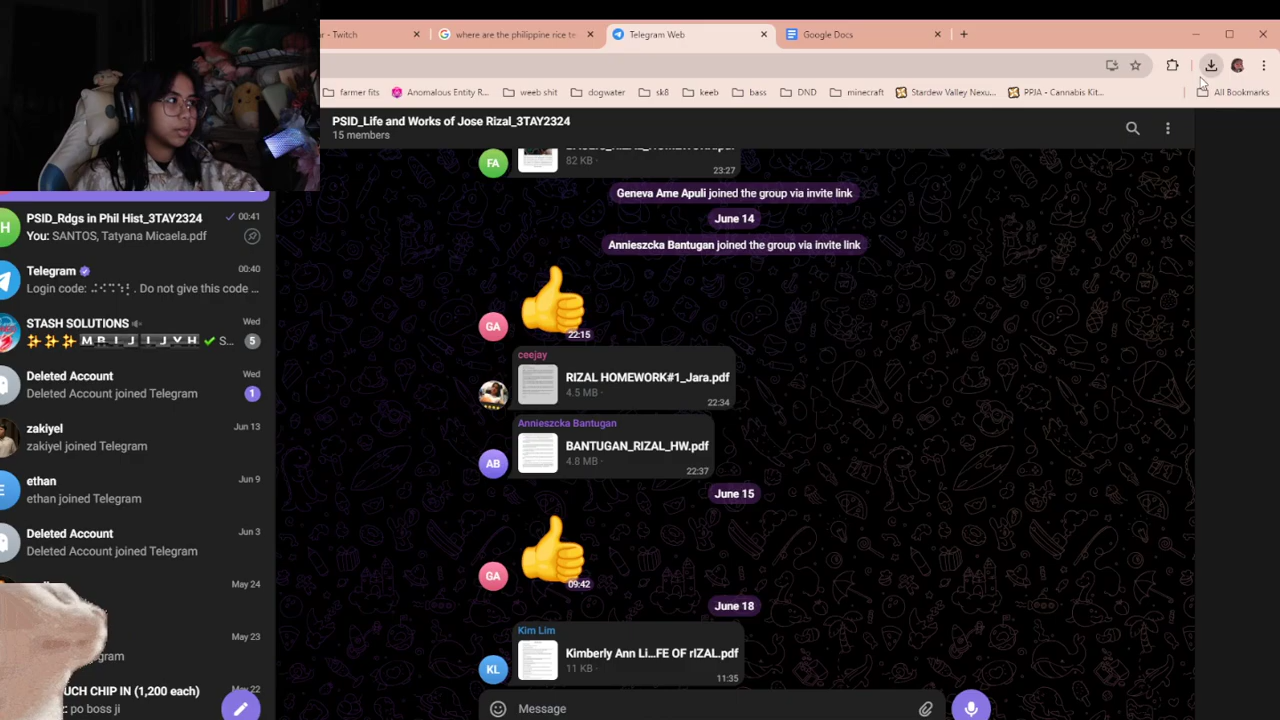 r - Twitch
where are the philippine rice te
Telegram Web
Google Docs
farmer fits
Anomalous Entity R...
weeb shit
dogwater
sk8
keeb
bass
DND
minecraft
Stardew Valley Nexu...
PPJA - Cannabis Kit...
All Bookmarks
PSID_Life and Works of Jose Rizal_3TAY2324
15 members
FA
82 KB
23:27
Geneva Ame Apuli joined the group via invite link
June 14
Annieszcka Bantugan joined the group via invite link
GA
22:15
ceejay
RIZAL HOMEWORK#1_Jara.pdf
4.5 MB
22:34
Annieszcka Bantugan
AB
BANTUGAN_RIZAL_HW.pdf
4.8 MB
22:37
June 15
GA
09:42
June 18
Kim Lim
KL
Kimberly Ann Li...FE OF RIZAL.pdf
11 KB
11:35
Message
H
PSID_Rdgs in Phil Hist_3TAY2324
00:41
You: SANTOS, Tatyana Micaela.pdf
Telegram
00:40
Login code: . Do not give this code ...
STASH SOLUTIONS
Wed
S...
5
Deleted Account
Wed
Deleted Account joined Telegram
1
zakiyel
Jun 13
zakiyel joined Telegram
E
ethan
Jun 9
ethan joined Telegram
Deleted Account
Jun 3
Deleted Account joined Telegram
May 24
May 23
egram
UCH CHIP IN (1,200 each)
May 22
po boss ji